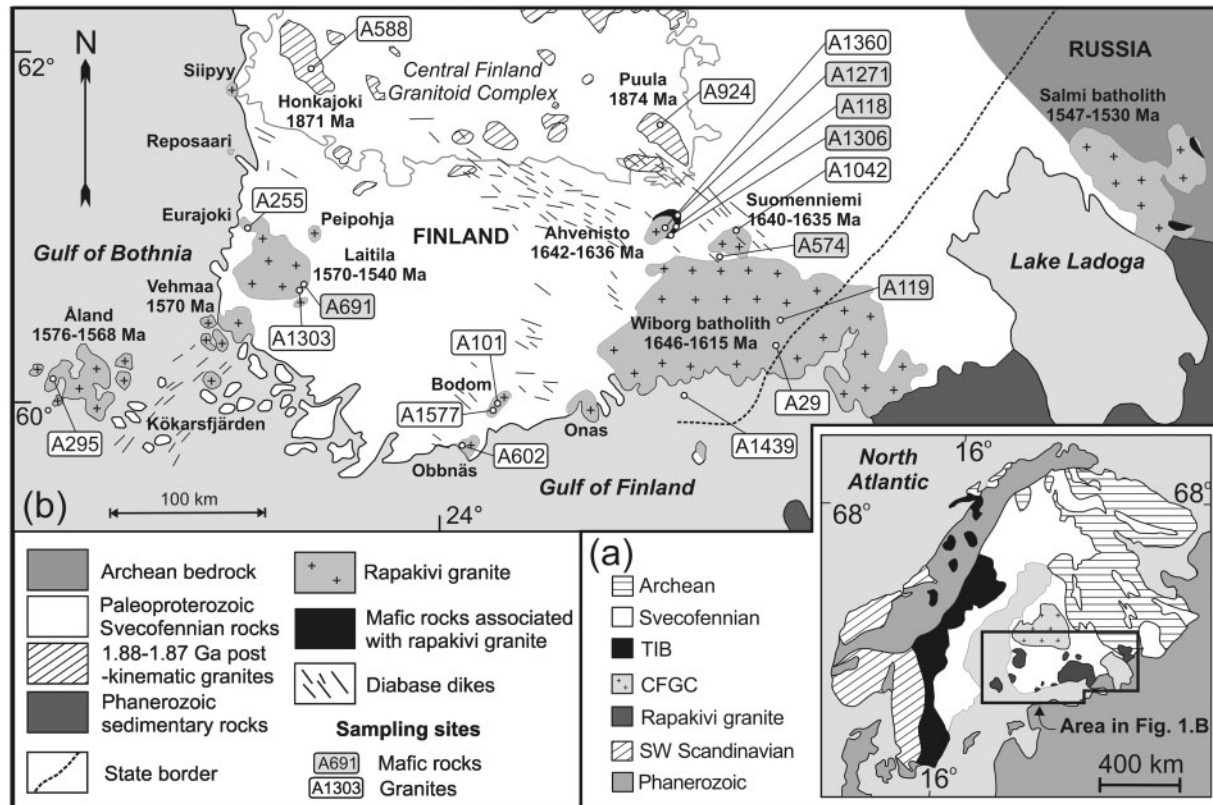 A588
A1360
A1271
A118
A1306
A1042
RUSSIA
N
62°
Siipyy
Central Finland
Granitoid Complex
Puula
1874 Ma
A924
Salmi batholith
1547-1530 Ma
Honkajoki
1871 Ma
Reposaari
A255
Eurajoki
Peipohja
FINLAND
Ahvenisto
1642-1636 Ma
Suomenniemi
1640-1635 Ma
A574
Gulf of Bothnia
Laitila
1570-1540 Ma
Lake Ladoga
Vehmaa
1570 Ma
A691
A119
Åland
1576-1568 Ma
A1303
Wiborg batholith
1646-1615 Ma
A101
Bodom
A29
60°
A1577
Onas
A295
Kökarsfjärden
A602
A1439
Obbnäs
Gulf of Finland
(b)
100 km
24°
Archean bedrock
Paleoproterozoic
Svecofennian rocks
1.88-1.87 Ga post
-kinematic granites
Phanerozoic
sedimentary rocks
State border
Rapakivi granite
Mafic rocks associated
with rapakivi granite
Diabase dikes
Sampling sites
A691 Mafic rocks
A1303 Granites
(a)
Archean
Svecofennian
TIB
CFGC
Rapakivi granite
SW Scandinavian
Phanerozoic
North
Atlantic
16°
68°
68°
Area in Fig. 1.B
16°
400 km